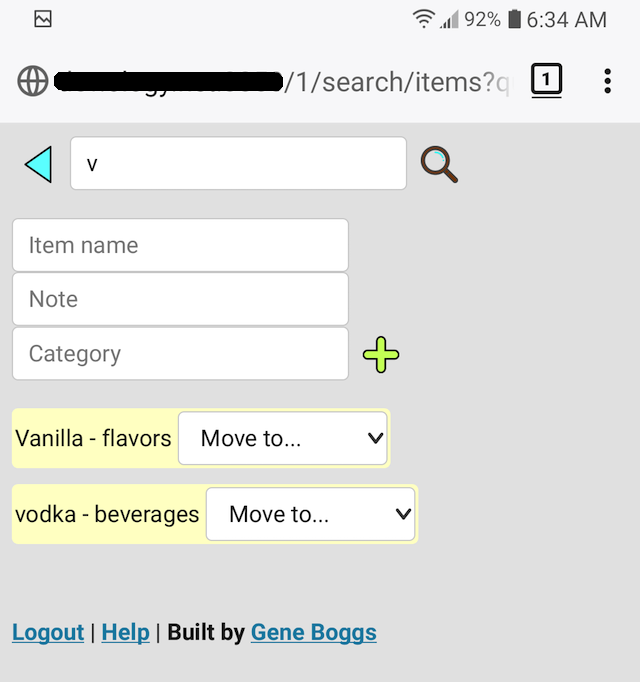 92% 6:34 AM
/1/search/items?q 1
v
Item name
Note
Category
Vanilla - flavors Move to...
vodka - beverages Move to...
Logout | Help | Built by Gene Boggs